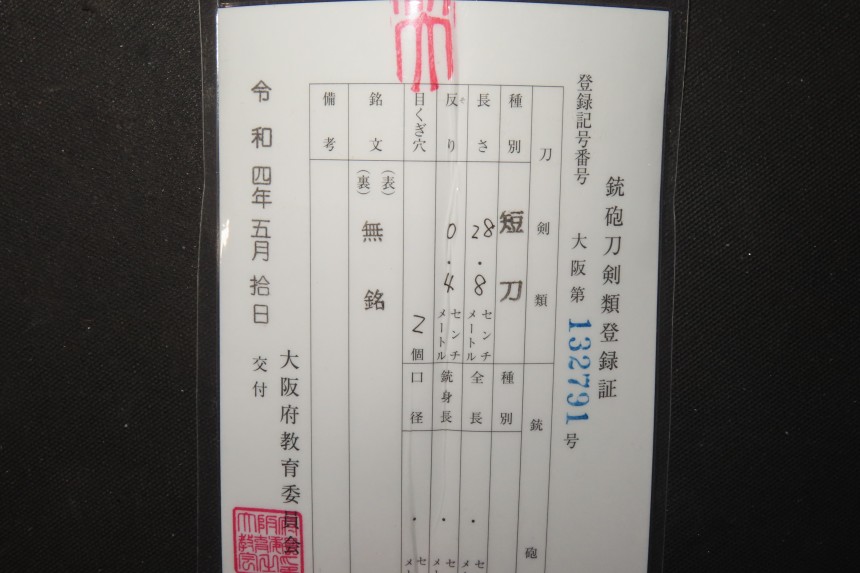 銃砲刀剣類登録証
登録記号番号 大阪第 132791 号
刀剣類 銃砲
種別 短刀 種別
長さ 28.8 センチメートル 全長 .
反り 0.4 センチメートル 銃身長 .
目くぎ穴 2個 口径 .
銘文 (表) 無銘
(裏)
備考
令和四年五月拾日 交付
大阪府教育委員会